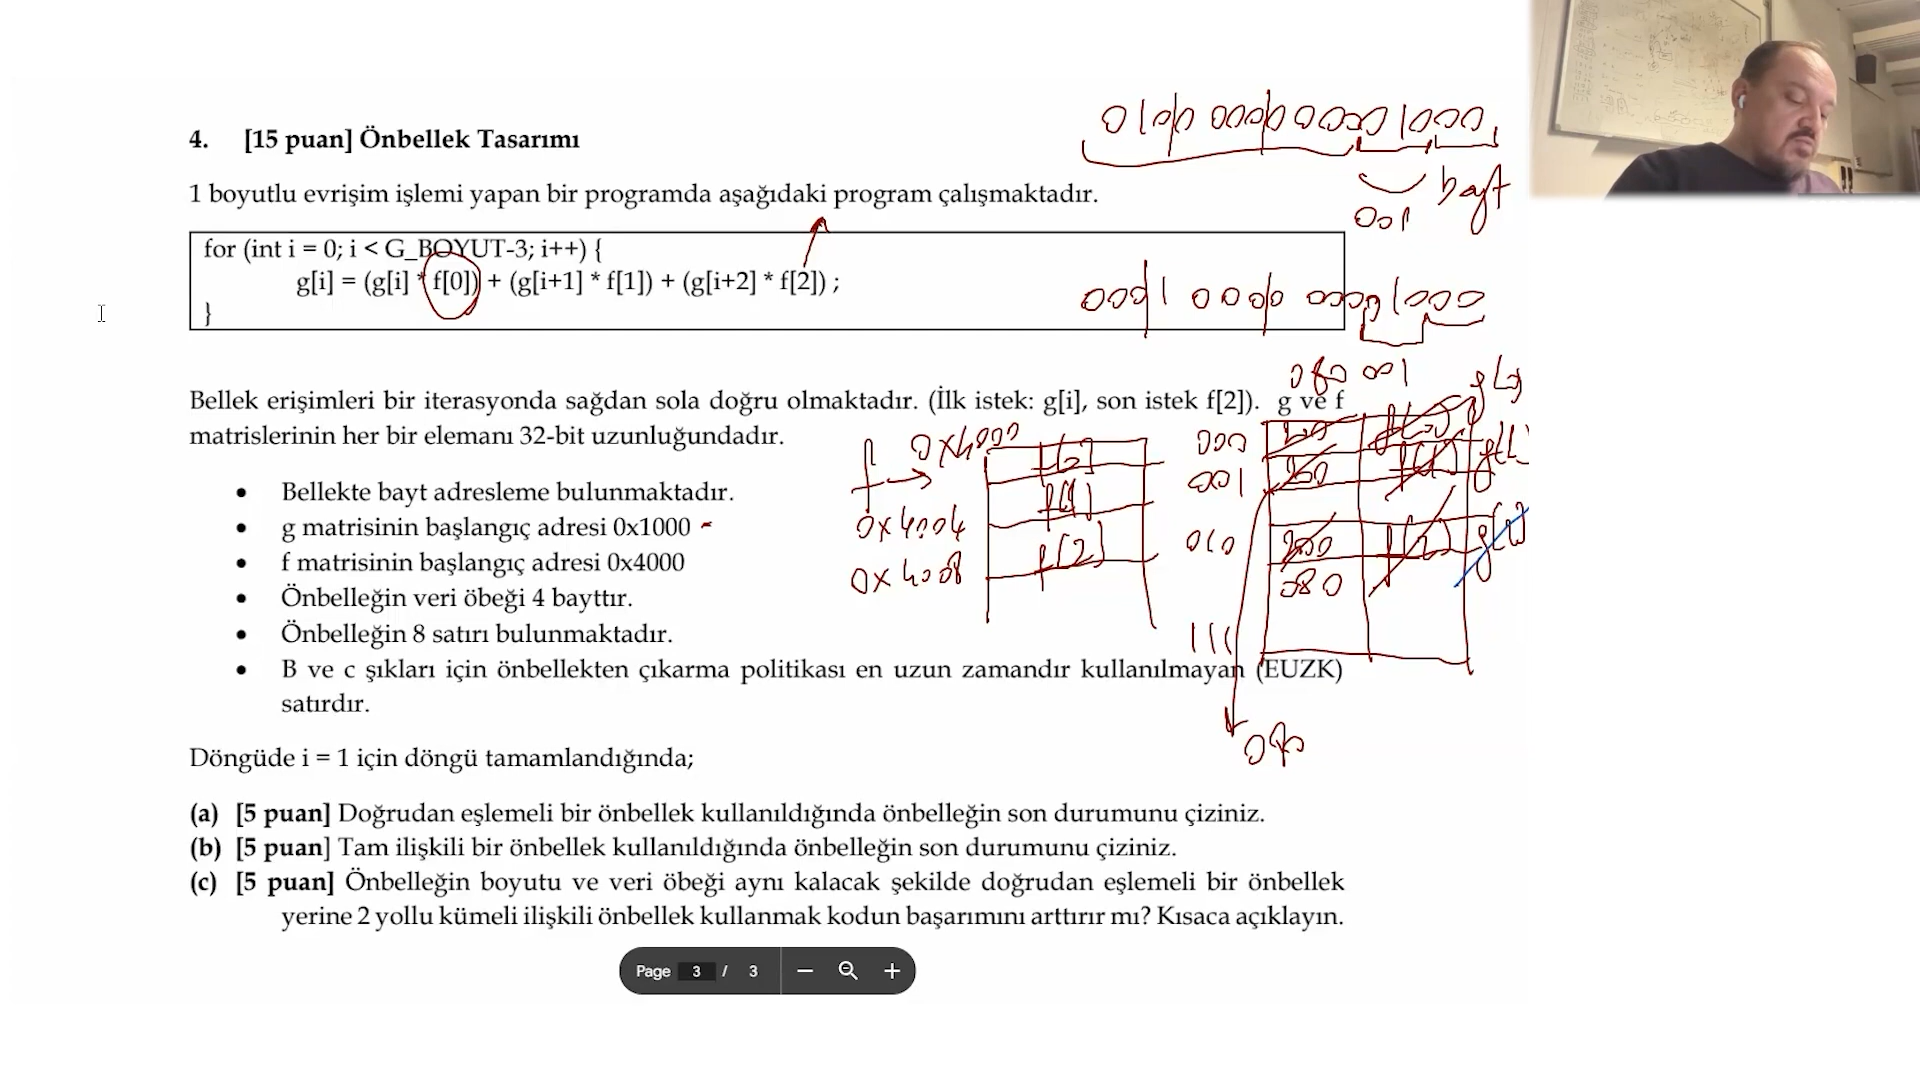 4. [15 puan] Önbellek Tasarımı
1 boyutlu evrişim işlemi yapan bir programda aşağıdaki program çalışmaktadır.
for (int i = 0; i < G_BOYUT-3; i++) {
g[i] = (g[i] * f[0]) + (g[i+1] * f[1]) + (g[i+2] * f[2]) ;
}
Bellek erişimleri bir iterasyonda sağdan sola doğru olmaktadır. (İlk istek: g[i], son istek f[2]). g ve f
matrislerinin her bir elemanı 32-bit uzunluğundadır.
• Bellekte bayt adresleme bulunmaktadır.
• g matrisinin başlangıç adresi 0x1000
• f matrisinin başlangıç adresi 0x4000
• Önbelleğin veri öbeği 4 bayttır.
• Önbelleğin 8 satırı bulunmaktadır.
• B ve c şıkları için önbellekten çıkarma politikası en uzun zamandır kullanılmayan (EUZK)
satırdır.
Döngüde i = 1 için döngü tamamlandığında;
(a) [5 puan] Doğrudan eşlemeli bir önbellek kullanıldığında önbelleğin son durumunu çiziniz.
(b) [5 puan] Tam ilişkili bir önbellek kullanıldığında önbelleğin son durumunu çiziniz.
(c) [5 puan] Önbelleğin boyutu ve veri öbeği aynı kalacak şekilde doğrudan eşlemeli bir önbellek
yerine 2 yollu kümeli ilişkili önbellek kullanmak kodun başarımını arttırır mı? Kısaca açıklayın.
bayt
001
f
0x4000
0x4004
f[1]
0x4008
f[2]
000
001
010
111
080
Page 3 / 3